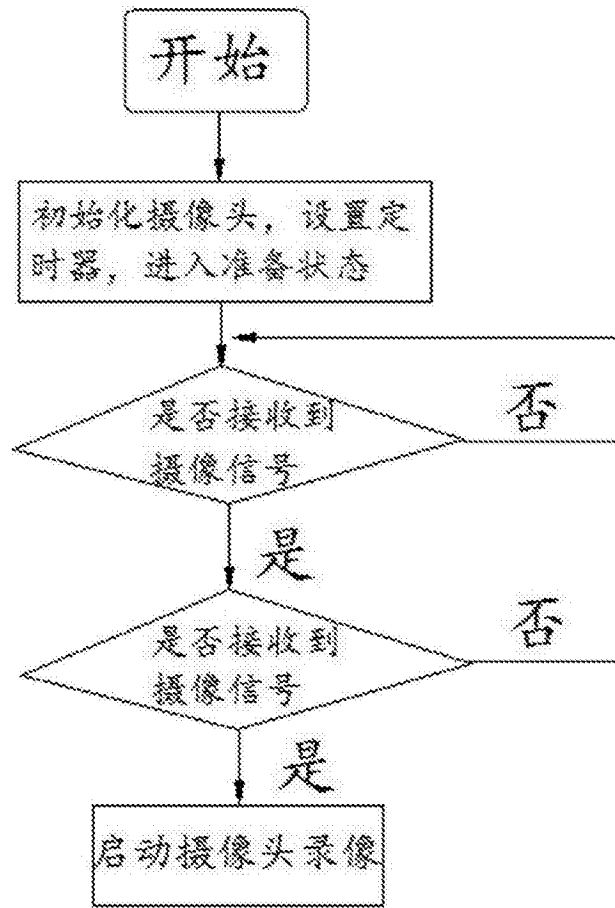 开始
初始化摄像头，设置定
时器，进入准备状态
是否接收到
摄像信号
否
是
是否接收到
摄像信号
否
是
启动摄像头录像